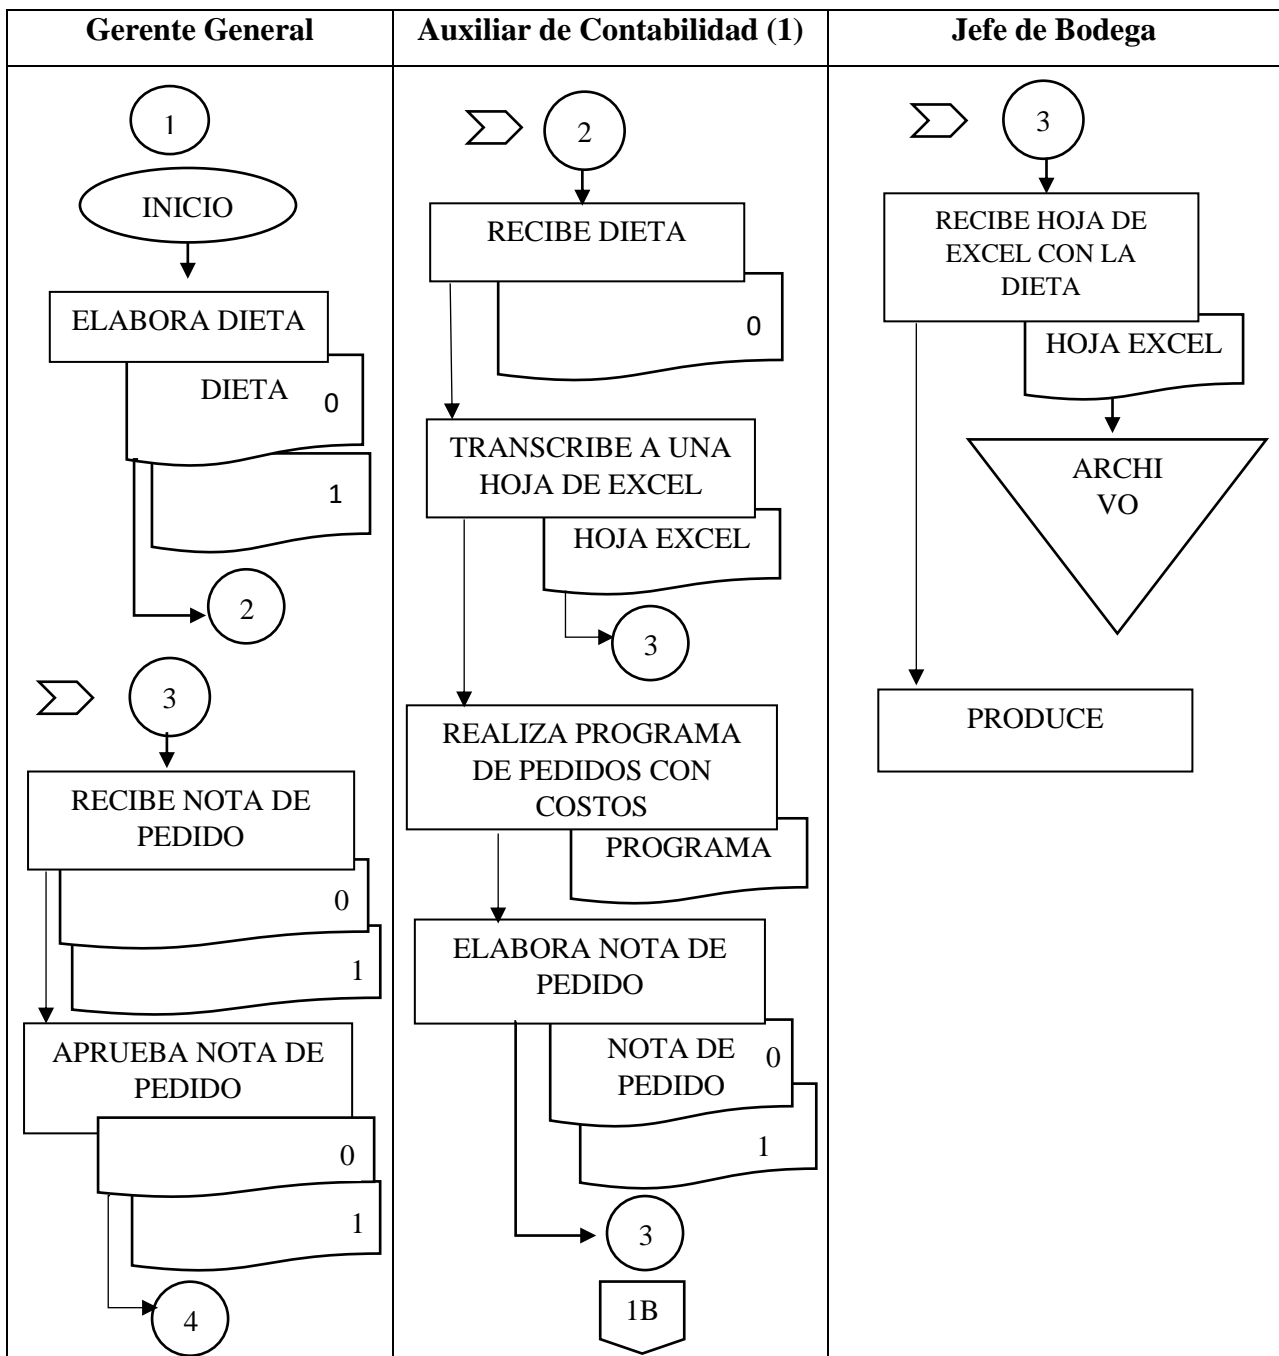 Gerente General
Auxiliar de Contabilidad (1)
Jefe de Bodega
1
INICIO
ELABORA DIETA
DIETA
0
1
2
3
RECIBE NOTA DE
PEDIDO
0
1
APRUEBA NOTA DE
PEDIDO
0
1
4
2
RECIBE DIETA
0
TRANSCRIBE A UNA
HOJA DE EXCEL
HOJA EXCEL
3
REALIZA PROGRAMA
DE PEDIDOS CON
COSTOS
PROGRAMA
ELABORA NOTA DE
PEDIDO
NOTA DE
PEDIDO
0
1
3
1B
3
RECIBE HOJA DE
EXCEL CON LA
DIETA
HOJA EXCEL
ARCHI
VO
PRODUCE